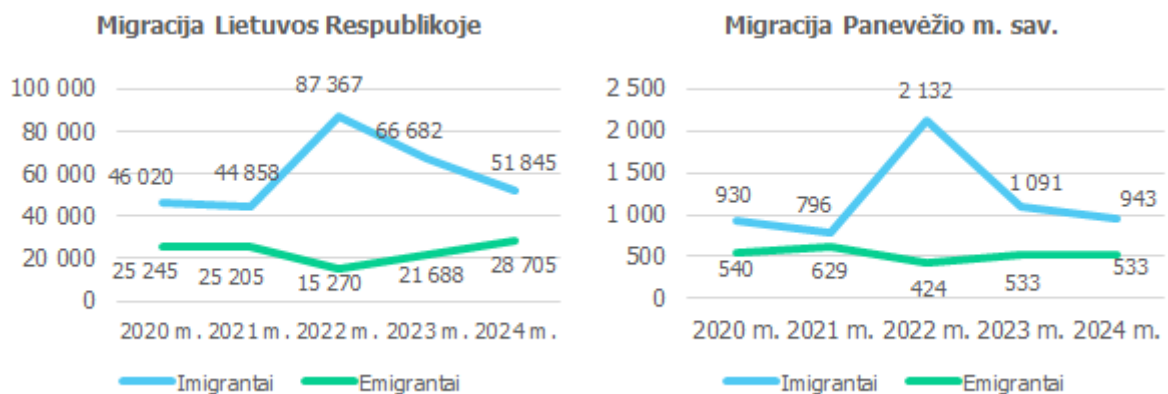 Migracija Lietuvos Respublikoje
100 000
80 000
60 000
40 000
20 000
0
87 367
66 682
46 020
44 858
51 845
25 245
25 205
15 270
21 688
28 705
2020 m.
2021 m.
2022 m.
2023 m.
2024 m.
Imigrantai
Emigrantai
Migracija Panevėžio m. sav.
2 500
2 000
1 500
1 000
500
0
2 132
930
796
1 091
943
540
629
424
533
533
2020 m.
2021 m.
2022 m.
2023 m.
2024 m.
Imigrantai
Emigrantai